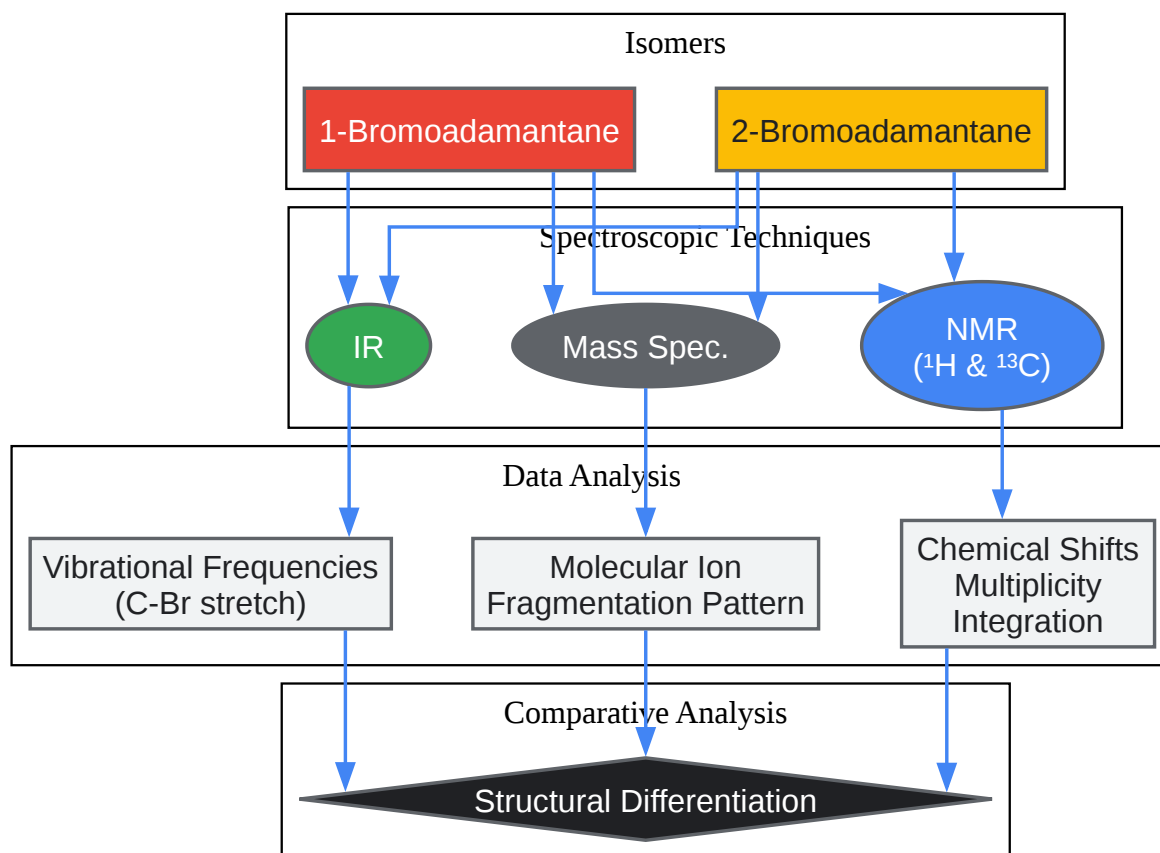 Isomers
1-Bromoadamantane
2-Bromoadamantane
Spectroscopic Techniques
IR
Mass Spec.
NMR
(¹H & ¹³C)
Data Analysis
Vibrational Frequencies
(C-Br stretch)
Molecular Ion
Fragmentation Pattern
Chemical Shifts
Multiplicity
Integration
Comparative Analysis
Structural Differentiation